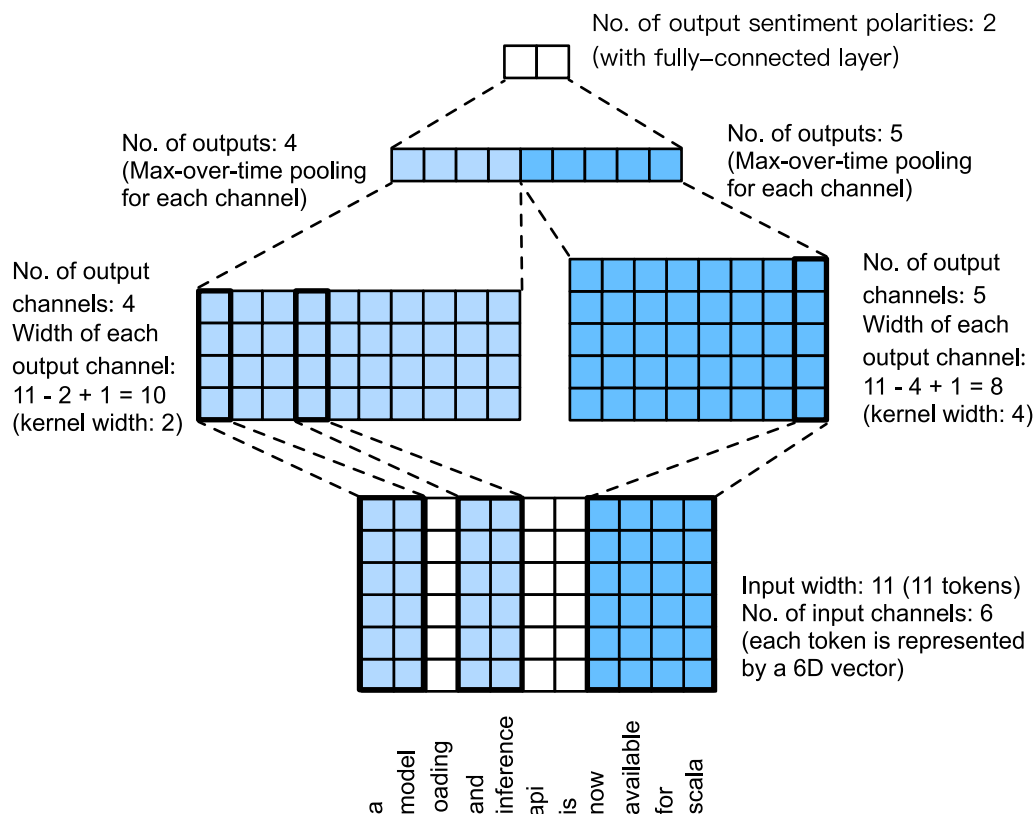 No. of output sentiment polarities: 2
(with fully–connected layer)
No. of outputs: 4
(Max-over-time pooling
for each channel)
No. of outputs: 5
(Max-over-time pooling
for each channel)
No. of output
channels: 4
Width of each
output channel:
11 - 2 + 1 = 10
(kernel width: 2)
No. of output
channels: 5
Width of each
output channel:
11 - 4 + 1 = 8
(kernel width: 4)
Input width: 11 (11 tokens)
No. of input channels: 6
(each token is represented
by a 6D vector)
a
model
oading
and
inference
api
is
now
available
for
scala